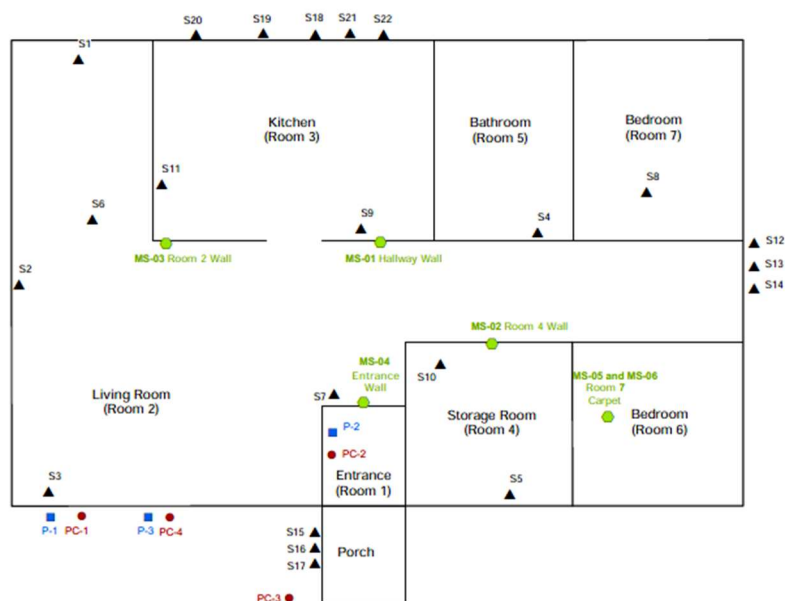 S20
S19
S18
S21
S22
S1
Kitchen
(Room 3)
Bathroom
(Room 5)
Bedroom
(Room 7)
S11
S8
S6
S9
S4
S12
MS-03 Room 2 Wall
MS-01 Hallway Wall
S13
S2
S14
MS-02 Room 4 Wall
MS-04
Entrance
Wall
S10
MS-05 and MS-06
Room 7
Carpet
Living Room
(Room 2)
S7
Storage Room
(Room 4)
Bedroom
(Room 6)
P-2
PC-2
S3
Entrance
(Room 1)
S5
P-1
PC-1
P-3
PC-4
S15
S16
S17
Porch
PC-3